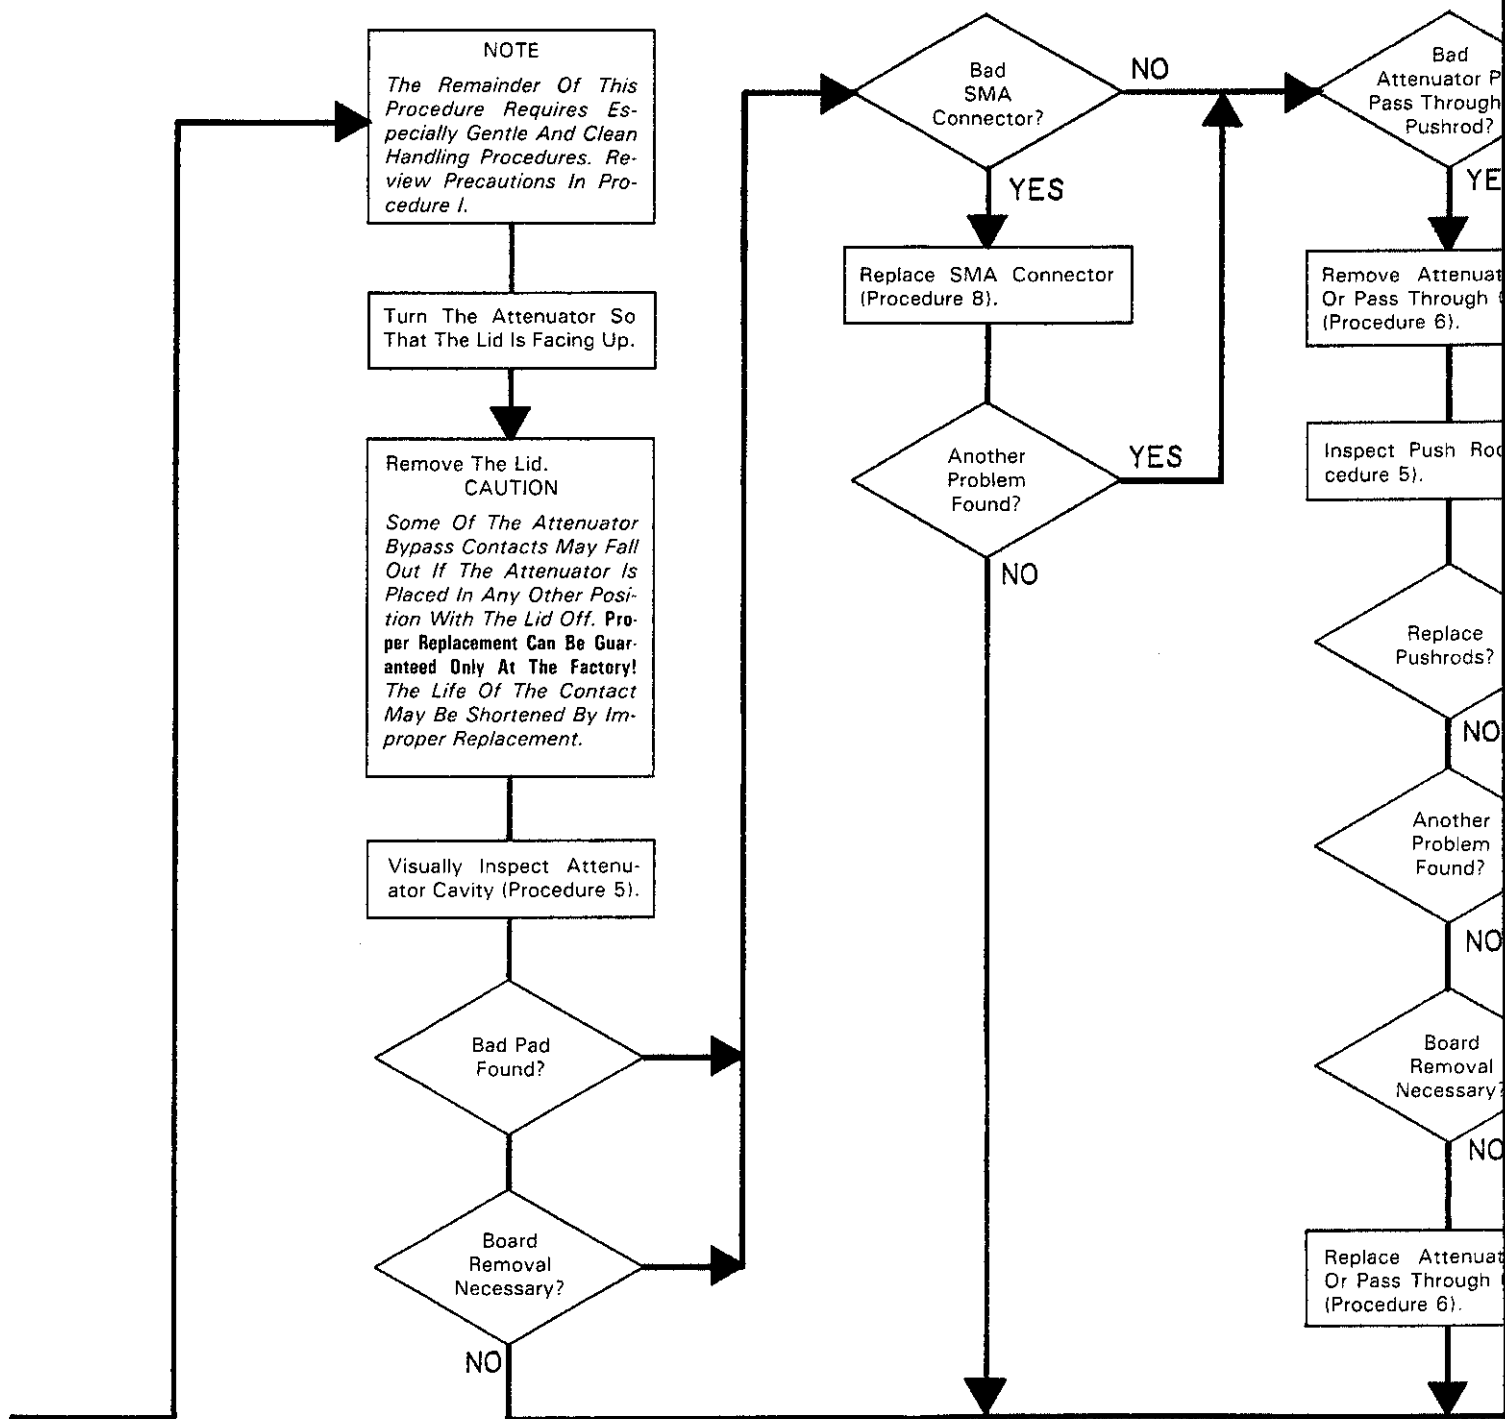 NOTE
The Remainder Of This
Procedure Requires Es-
pecially Gentle And Clean
Handling Procedures. Re-
view Precautions In Pro-
cedure I.
Turn The Attenuator So
That The Lid Is Facing Up.
Remove The Lid.
CAUTION
Some Of The Attenuator
Bypass Contacts May Fall
Out If The Attenuator Is
Placed In Any Other Posi-
tion With The Lid Off. Pro-
per Replacement Can Be Guar-
anteed Only At The Factory!
The Life Of The Contact
May Be Shortened By Im-
proper Replacement.
Visually Inspect Attenu-
ator Cavity (Procedure 5).
Bad Pad
Found?
Board
Removal
Necessary?
NO
Bad
SMA
Connector?
NO
YES
Replace SMA Connector
(Procedure 8).
Another
Problem
Found?
YES
NO
Bad
Attenuator
Pass Through
Pushrod?
Remove
Or Pass Through
(Procedure 6).
Inspect Push
cedure 5).
Replace
Pushrods?
NO
Another
Problem
Found?
NO
Board
Removal
Necessary?
NO
Replace
Or Pass Through
(Procedure 6).